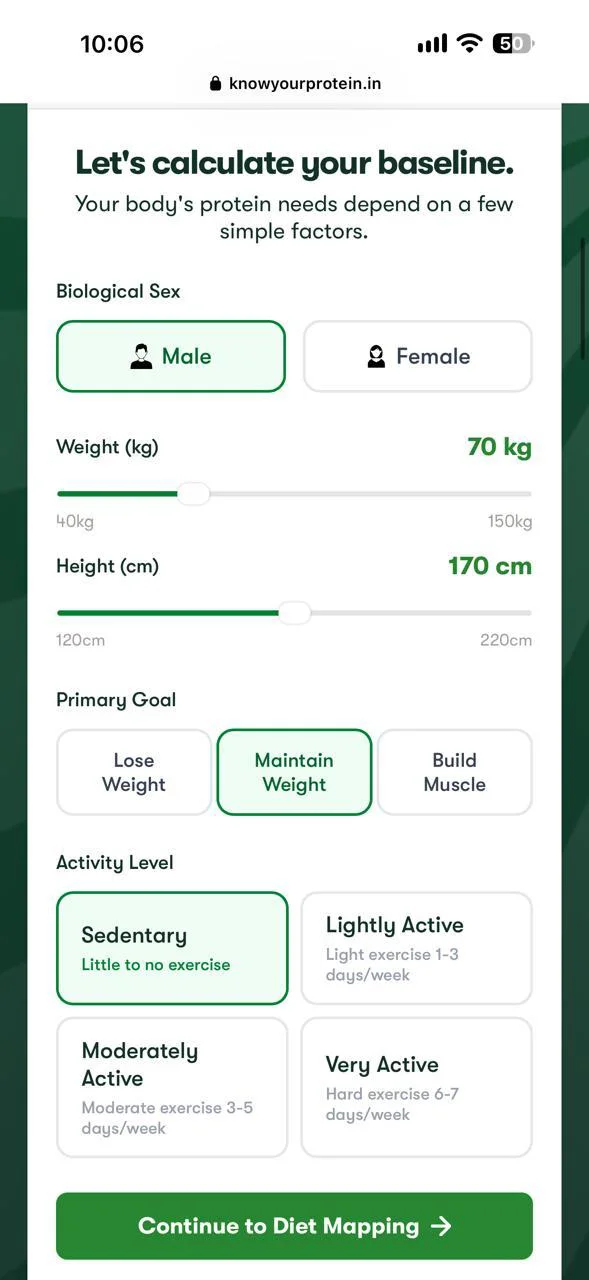 10:06
50
knowyourprotein.in
Let's calculate your baseline.
Your body's protein needs depend on a few
simple factors.
Biological Sex
Male
Female
Weight (kg)
70 kg
40kg
150kg
Height (cm)
170 cm
120cm
220cm
Primary Goal
Lose
Weight
Maintain
Weight
Build
Muscle
Activity Level
Sedentary
Little to no exercise
Lightly Active
Light exercise 1-3
days/week
Moderately
Active
Moderate exercise 3-5
days/week
Very Active
Hard exercise 6-7
days/week
Continue to Diet Mapping →